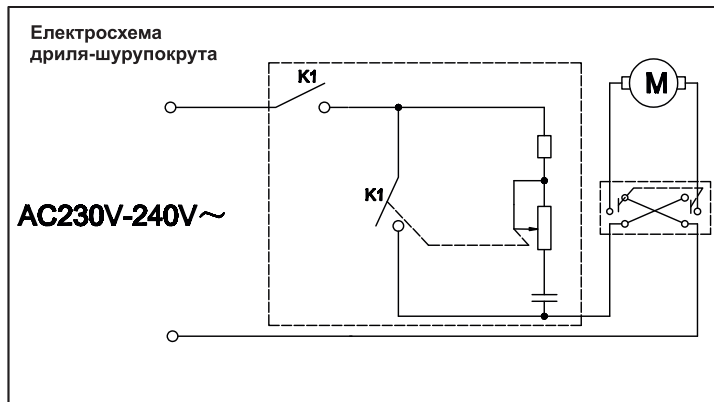 Електросхема
дриля-шурупокрута
K1
M
K1
AC230V-240V～